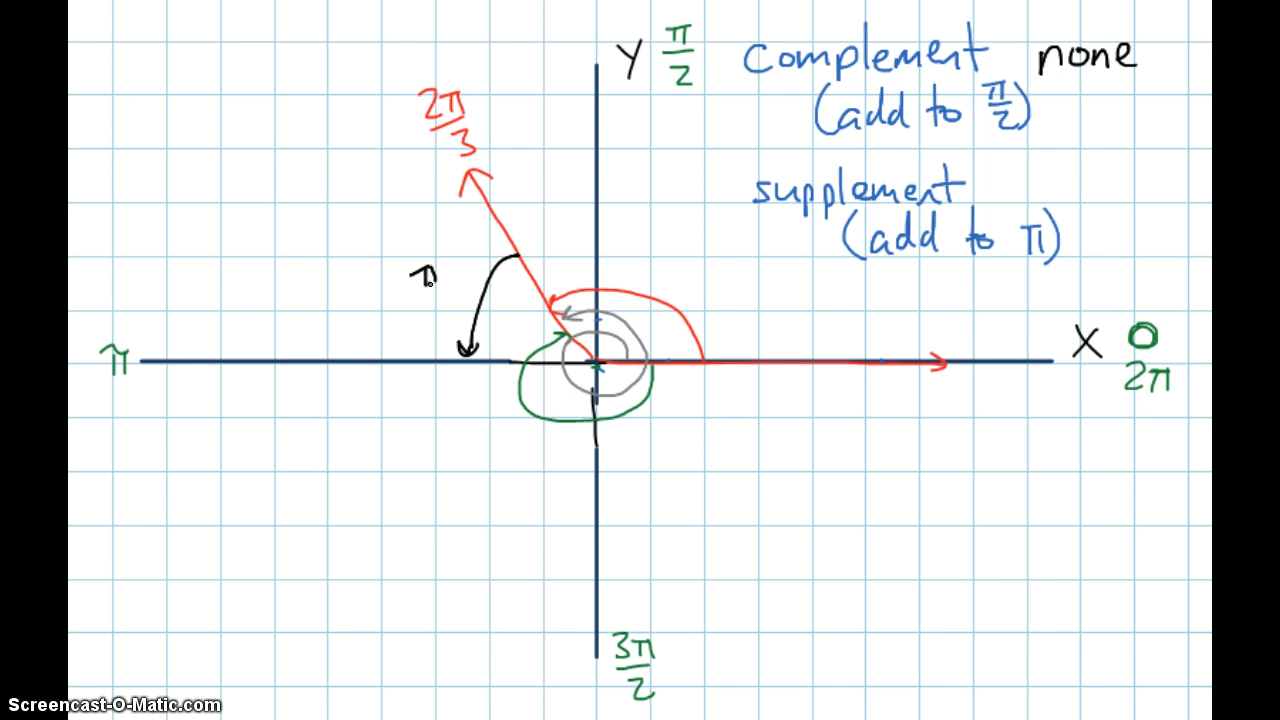 Y π/2
complement none
(add to π/2)
2π/3
supplement
(add to π)
π
π
X 0
2π
3π/2
Screencast-O-Matic.com